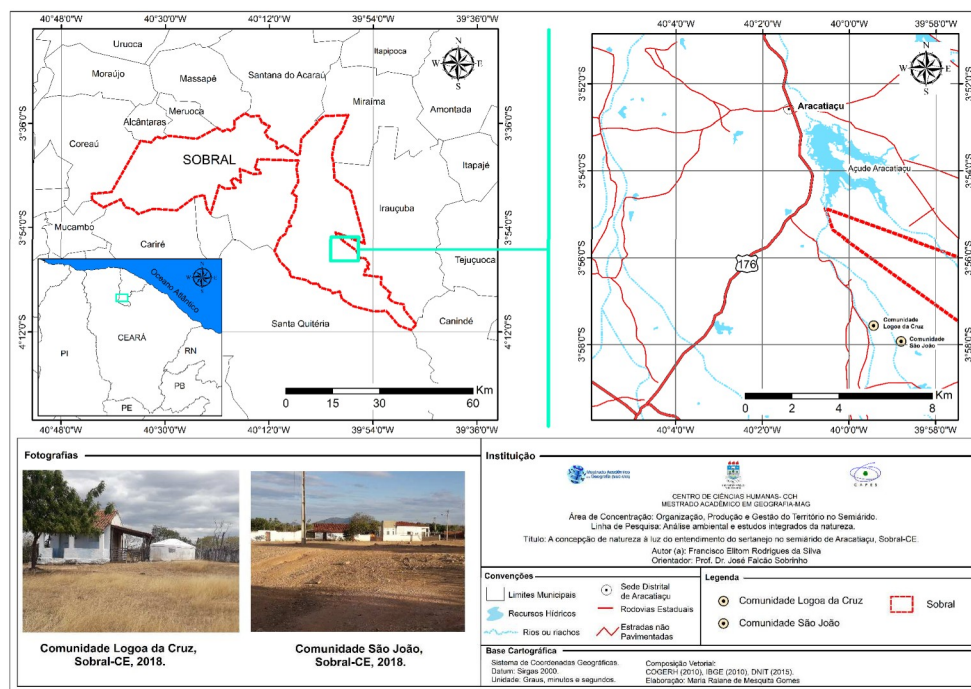 40°48'0"O 40°30'0"O 40°12'0"O 39°54'0"O 39°36'0"O
Uruoca
Moraújo
Massapê
Santana do Acaraú
Itapipoca
Miraíma
Amontada
Meruoca
Alcântaras
Coreaú
SOBRAL
Itapajé
Irauçuba
Mucambo
Cariré
Tejuçuoca
Santa Quitéria
Canindé
3°36'0"S
3°54'0"S
4°12'0"S
3°36'0"S
3°54'0"S
4°12'0"S
N
W E
S
Oceano Atlântico
CEARÁ
PI
RN
PB
PE
Km
0 15 30 60
40°48'0"O 40°30'0"O 40°12'0"O 39°54'0"O 39°36'0"O
40°4'0"O 40°2'0"O 40°0'0"O 39°58'0"O
N
W E
S
Aracatiaçu
Açude Aracatiaçu
176
Comunidade
Logoa da Cruz
Comunidade
São João
3°52'0"S
3°54'0"S
3°56'0"S
3°58'0"S
3°52'0"S
3°54'0"S
3°56'0"S
3°58'0"S
Km
0 2 4 8
40°4'0"O 40°2'0"O 40°0'0"O 39°58'0"O
Fotografias
Comunidade Logoa da Cruz,
Sobral-CE, 2018.
Comunidade São João,
Sobral-CE, 2018.
Instituição
Mestrado Acadêmico
em Geografia
CAPES
CENTRO DE CIÊNCIAS HUMANAS- CCH
MESTRADO ACADÊMICO EM GEOGRAFIA-MAG
Área de Concentração: Organização, Produção e Gestão do Território no Semiárido.
Linha de Pesquisa: Análise ambiental e estudos integrados da natureza.
Título: A concepção de natureza à luz do entendimento do sertanejo no semiárido de Aracatiaçu, Sobral-CE.
Autor (a): Francisco Elitom Rodrigues da Silva
Orientador: Prof. Dr. José Falcão Sobrinho
Convenções
Limites Municipais
Recursos Hídricos
Rios ou riachos
Sede Distrital
de Aracatiaçu
Rodovias Estaduais
Estradas não
Pavimentadas
Legenda
Comunidade Logoa da Cruz
Comunidade São João
Sobral
Base Cartográfica
Sistema de Coordenadas Geográficas.
Datum: Sirgas 2000.
Unidade: Graus, minutos e segundos.
Composição Vetorial:
COGERH (2010), IBGE (2010), DNIT (2015).
Elaboração: Maria Raiane de Mesquita Gomes